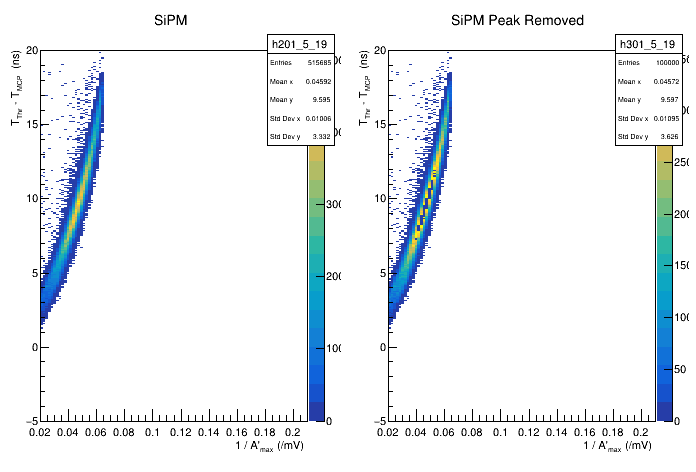 SiPM
h201_5_19
Entries 515685
Mean x 0.04592
Mean y 9.595
Std Dev x 0.01006
Std Dev y 3.332
T_Thr - T_MCP (ns)
20
15
10
5
0
−5
0.02 0.04 0.06 0.08 0.1 0.12 0.14 0.16 0.18 0.2
1 / A'_max (/mV)
300
200
100
0
SiPM Peak Removed
h301_5_19
Entries 100000
Mean x 0.04572
Mean y 9.597
Std Dev x 0.01095
Std Dev y 3.626
T_Thr - T_MCP (ns)
20
15
10
5
0
−5
0.02 0.04 0.06 0.08 0.1 0.12 0.14 0.16 0.18 0.2
1 / A'_max (/mV)
250
200
150
100
50
0